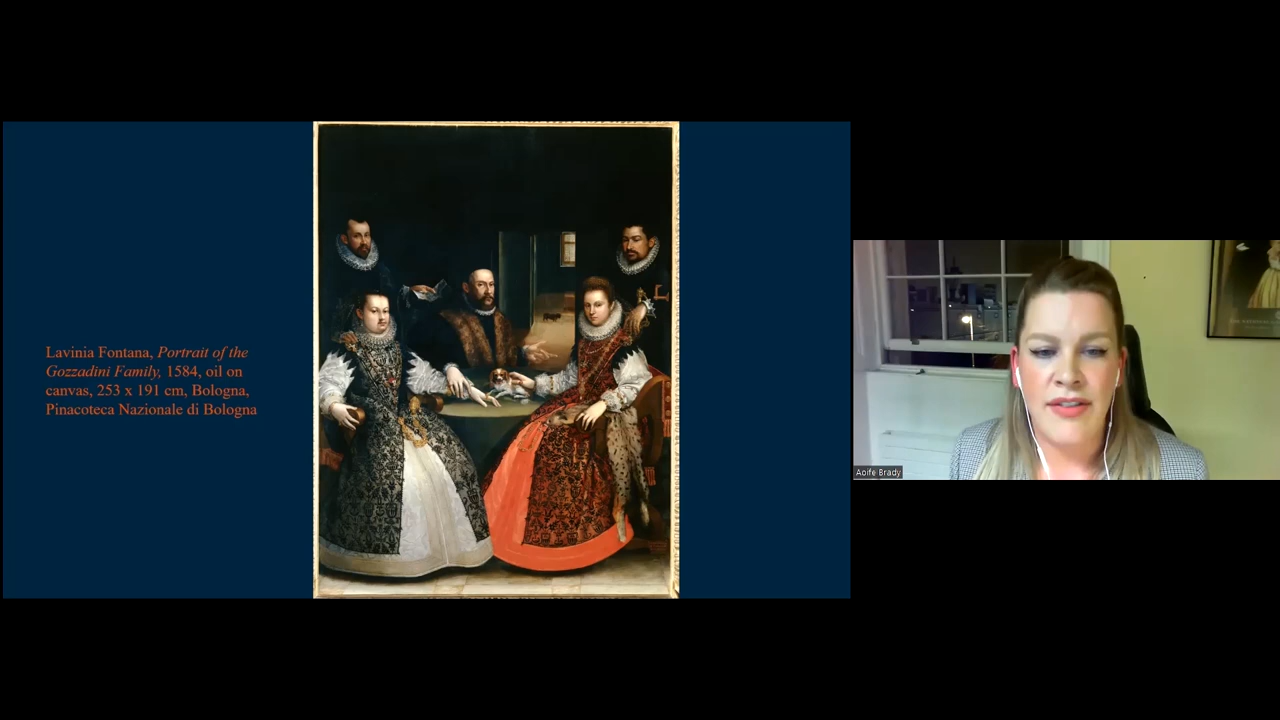 Lavinia Fontana, Portrait of the
Gozzadini Family, 1584, oil on
canvas, 253 x 191 cm, Bologna,
Pinacoteca Nazionale di Bologna
Aoife Brady